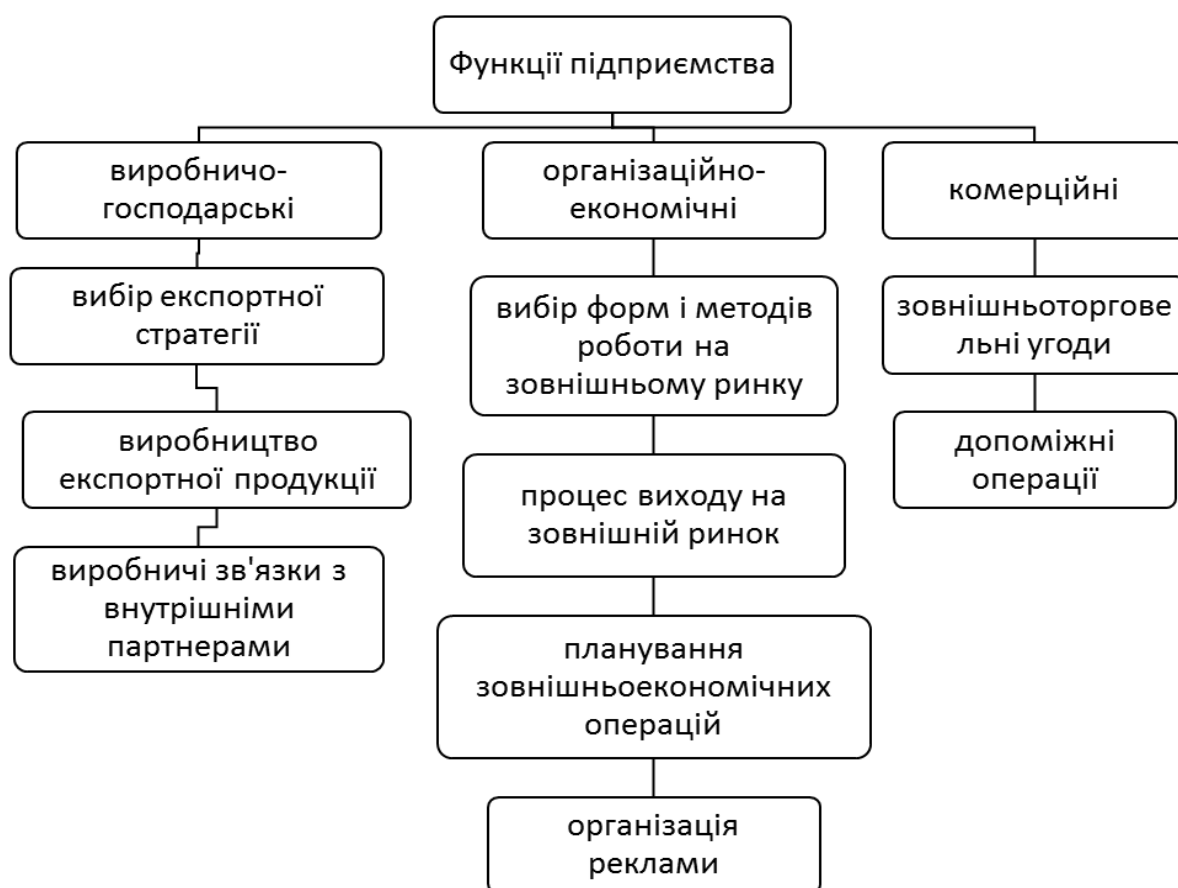 Функції підприємства
виробничо-
господарські
організаційно-
економічні
комерційні
вибір експортної
стратегії
виробництво
експортної продукції
виробничі зв'язки з
внутрішніми
партнерами
вибір форм і методів
роботи на
зовнішньому ринку
процес виходу на
зовнішній ринок
планування
зовнішньоекономічних
операцій
організація
реклами
зовнішньоторгове
льні угоди
допоміжні
операції